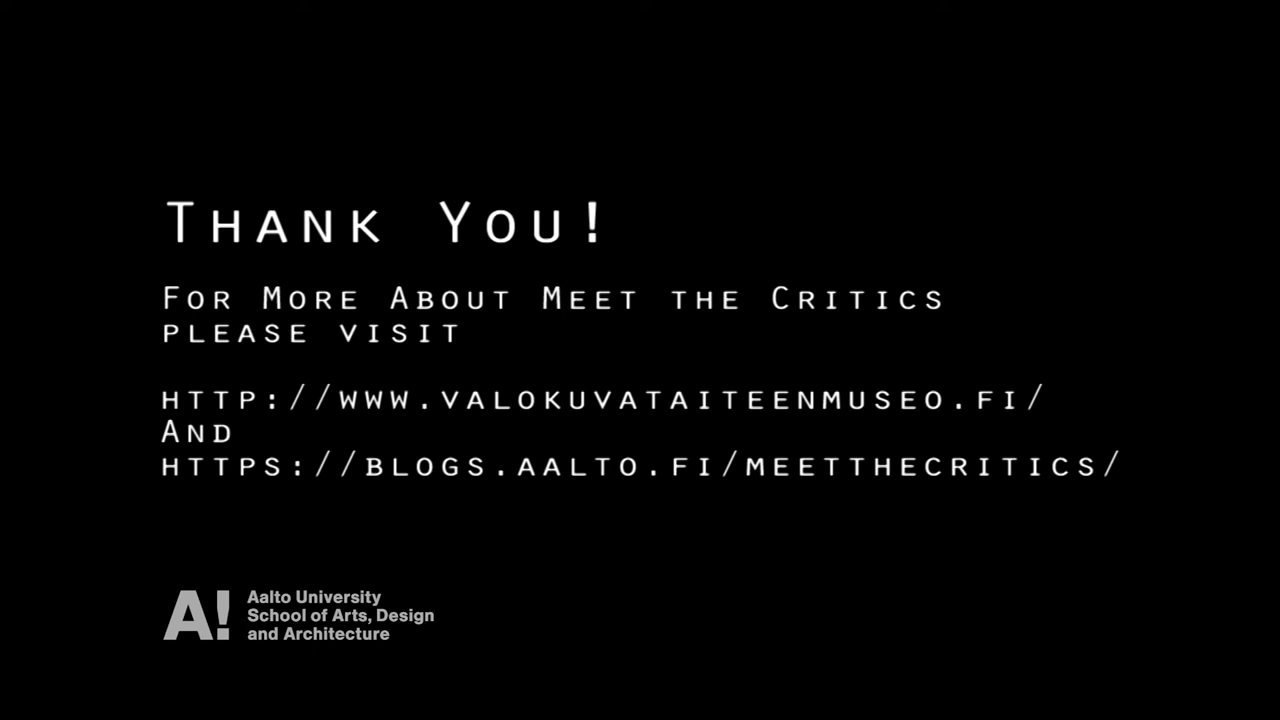 Thank You!
For More About Meet the Critics
please visit
http://www.valokuvataiteenmuseo.fi/
And
https://blogs.aalto.fi/meetthecritics/
A! Aalto University
School of Arts, Design
and Architecture